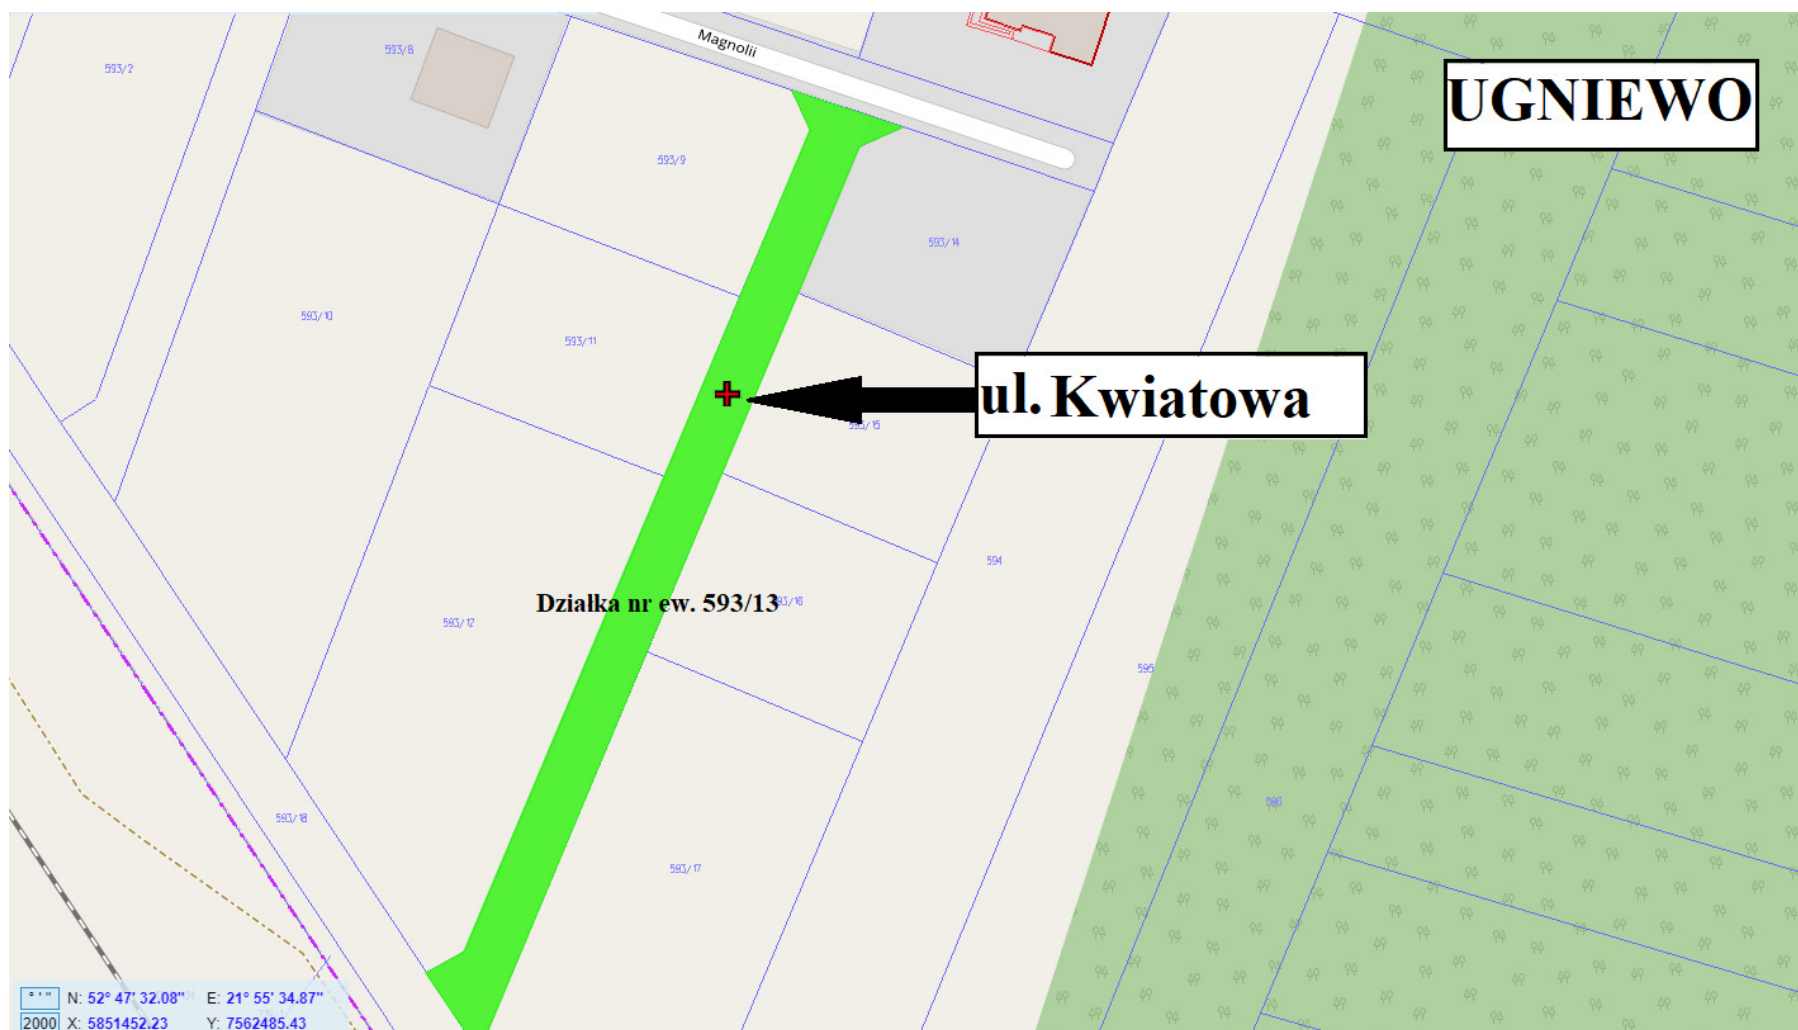 Magnolii
593/8
593/2
UGNIEWO
593/9
593/14
593/10
593/11
ul. Kwiatowa
593/15
594
Działka nr ew. 593/13
593/16
593/12
595
596
593/18
593/17
° ' " N: 52° 47' 32.08" E: 21° 55' 34.87"
2000 X: 5851452.23 Y: 7562485.43